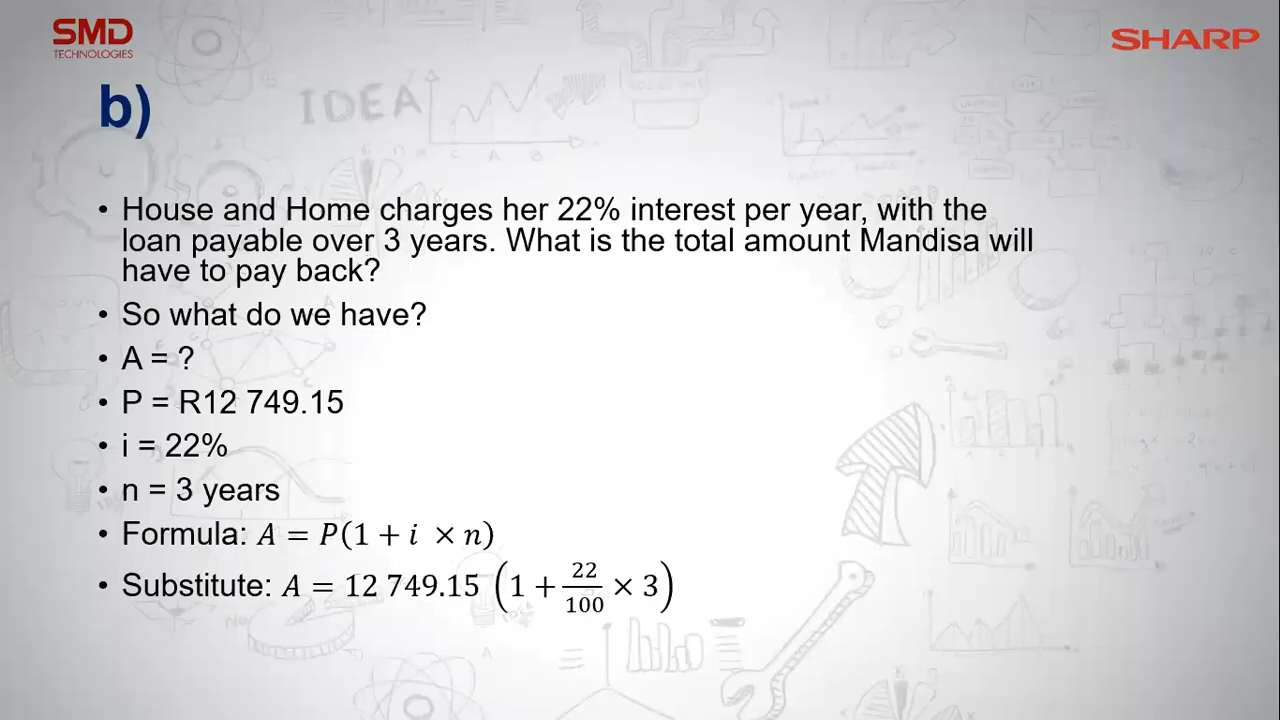 SMD
TECHNOLOGIES
SHARP
b)
IDEA
• House and Home charges her 22% interest per year, with the
loan payable over 3 years. What is the total amount Mandisa will
have to pay back?
• So what do we have?
• A = ?
• P = R12 749.15
• i = 22%
• n = 3 years
• Formula: A = P(1 + i × n)
• Substitute: A = 12 749.15 (1 + 22/100 × 3)